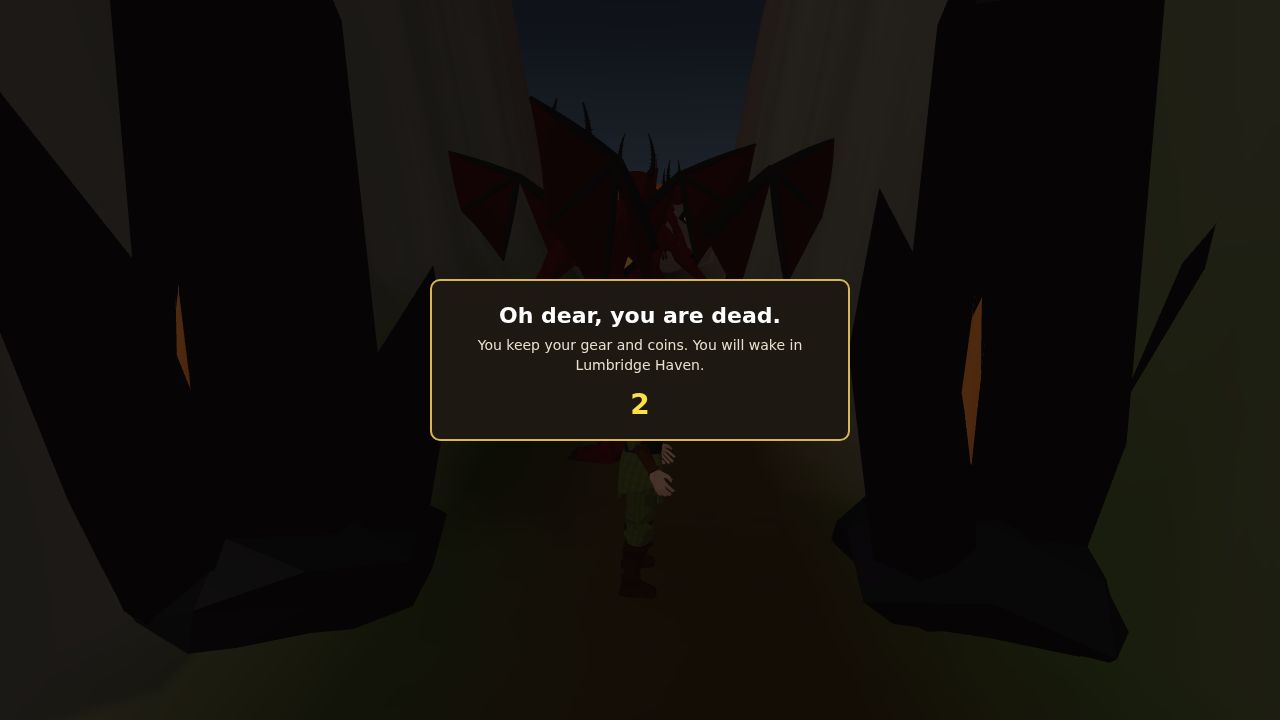 Oh dear, you are dead.
You keep your gear and coins. You will wake in
Lumbridge Haven.
2